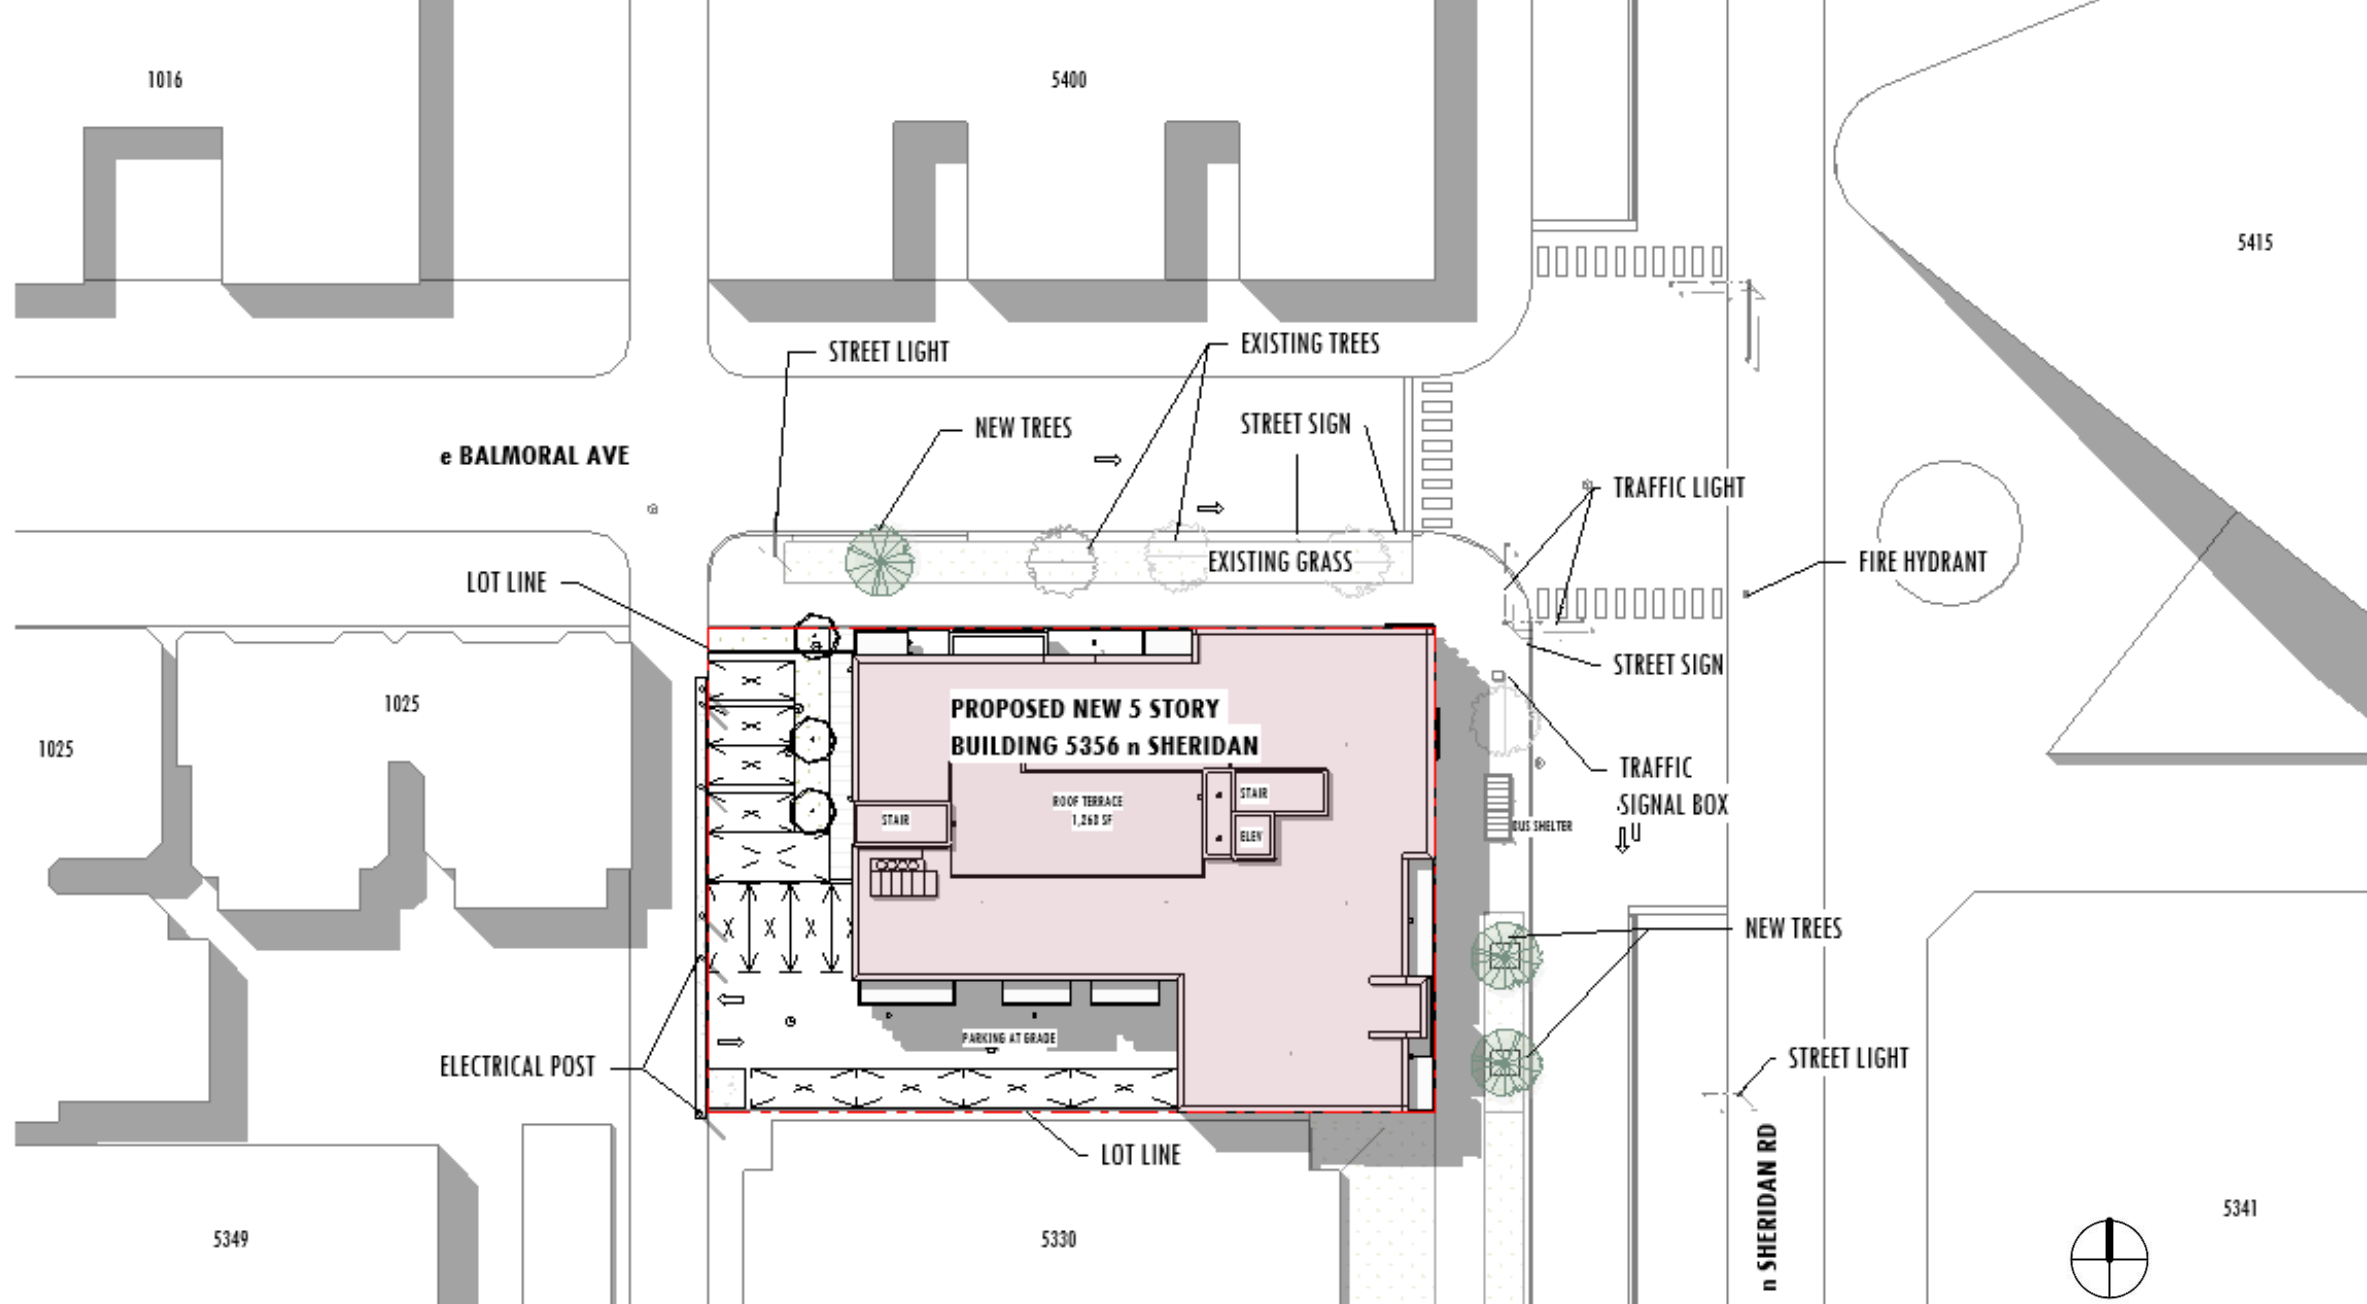 1016
5400
5415
STREET LIGHT
EXISTING TREES
NEW TREES
STREET SIGN
e BALMORAL AVE
TRAFFIC LIGHT
EXISTING GRASS
FIRE HYDRANT
LOT LINE
STREET SIGN
1025
1025
PROPOSED NEW 5 STORY
BUILDING 5356 n SHERIDAN
TRAFFIC
SIGNAL BOX
ROOF TERRACE
1,260 SF
STAIR
STAIR
ELEV
BUS SHELTER
NEW TREES
PARKING AT GRADE
ELECTRICAL POST
STREET LIGHT
LOT LINE
n SHERIDAN RD
5349
5330
5341